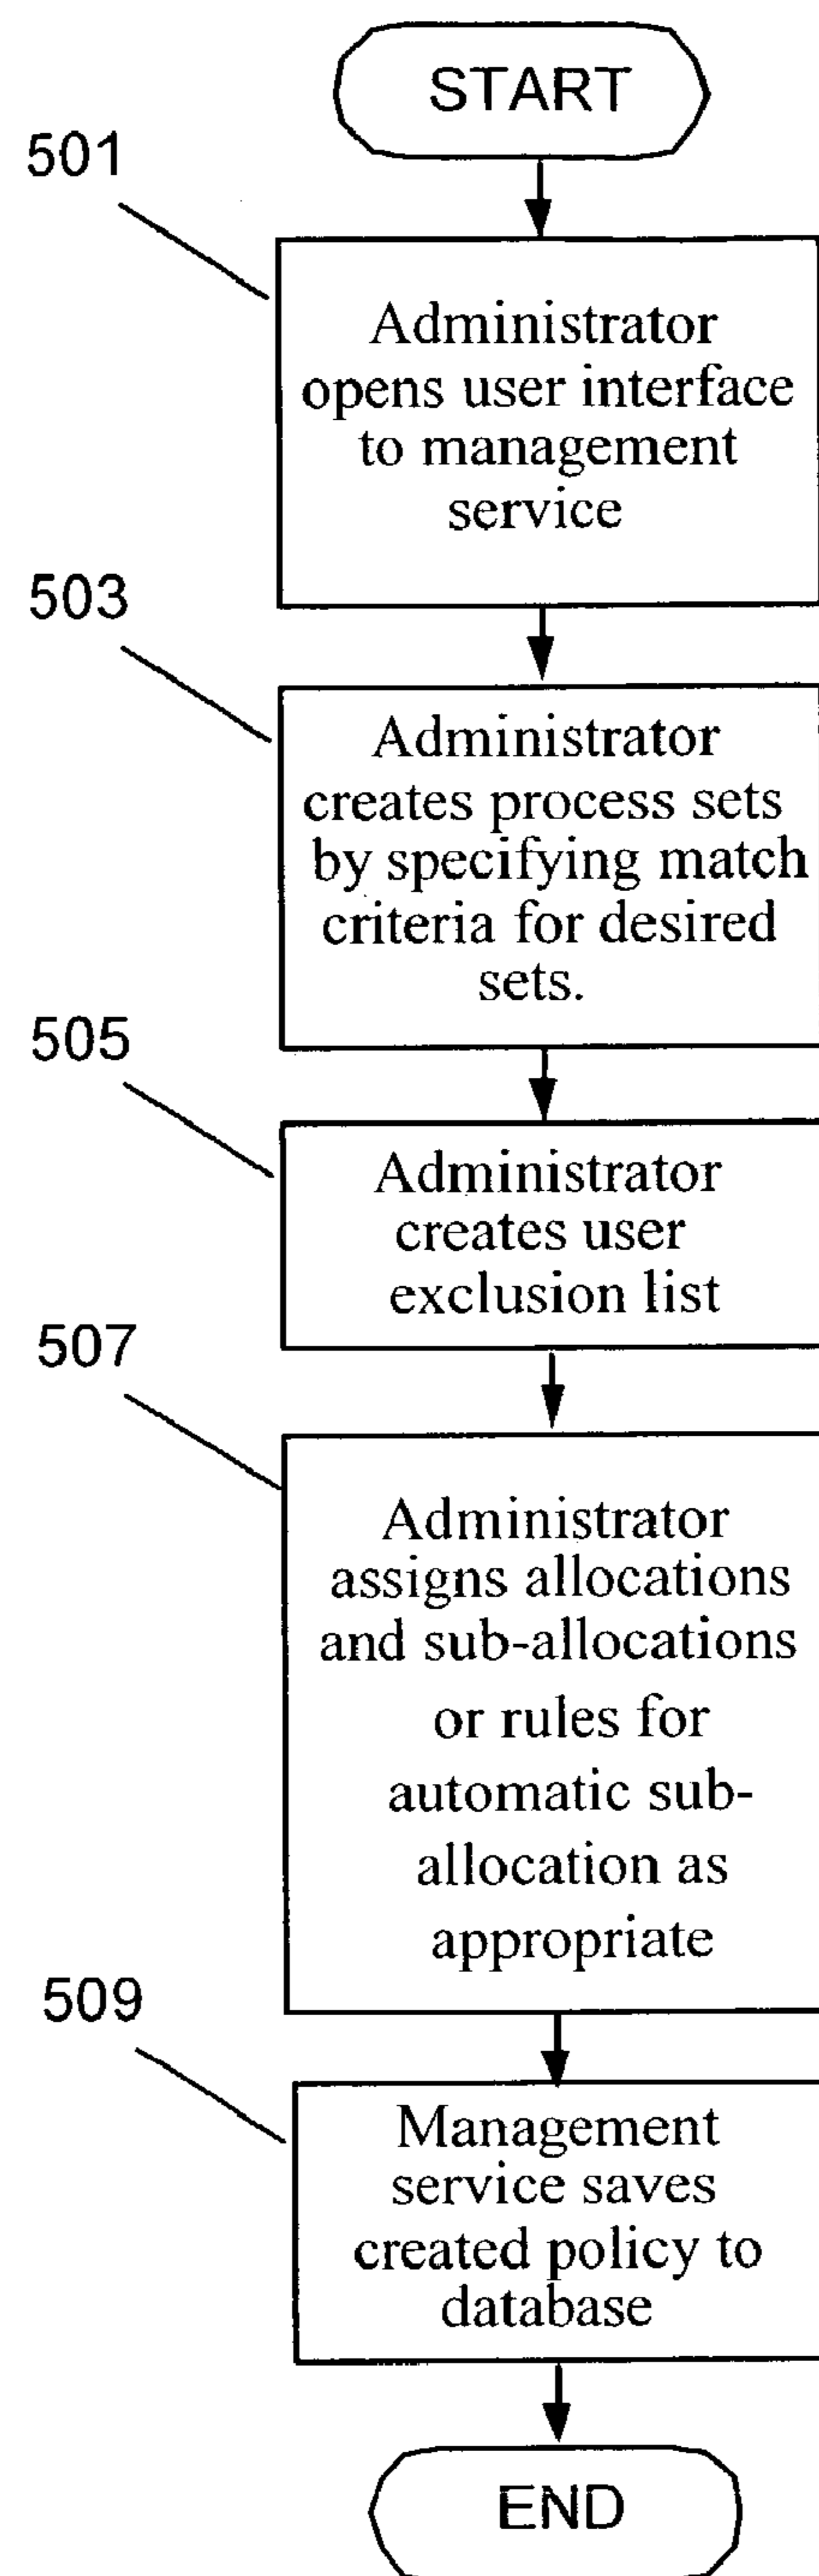 START
501
Administrator
opens user interface
to management
service
503
Administrator
creates process sets
by specifying match
criteria for desired
sets.
505
Administrator
creates user
exclusion list
507
Administrator
assigns allocations
and sub-allocations
or rules for
automatic sub-
allocation as
appropriate
509
Management
service saves
created policy to
database
END